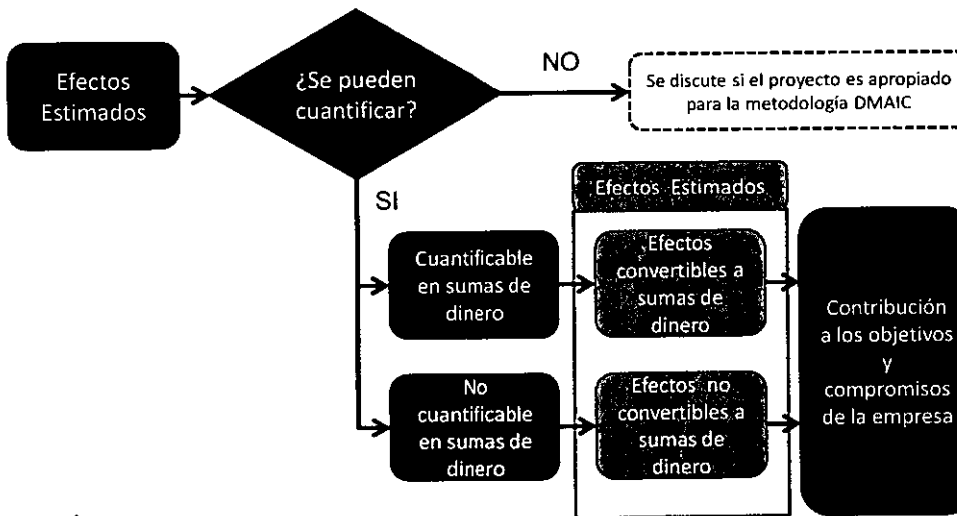 Efectos
Estimados
¿Se pueden
cuantificar?
NO
Se discute si el proyecto es apropiado
para la metodología DMAIC
SI
Efectos Estimados
Cuantificable
en sumas de
dinero
Efectos
convertibles a
sumas de
dinero
No
cuantificable
en sumas de
dinero
Efectos no
convertibles a
sumas de
dinero
Contribución
a los objetivos
y
compromisos
de la empresa